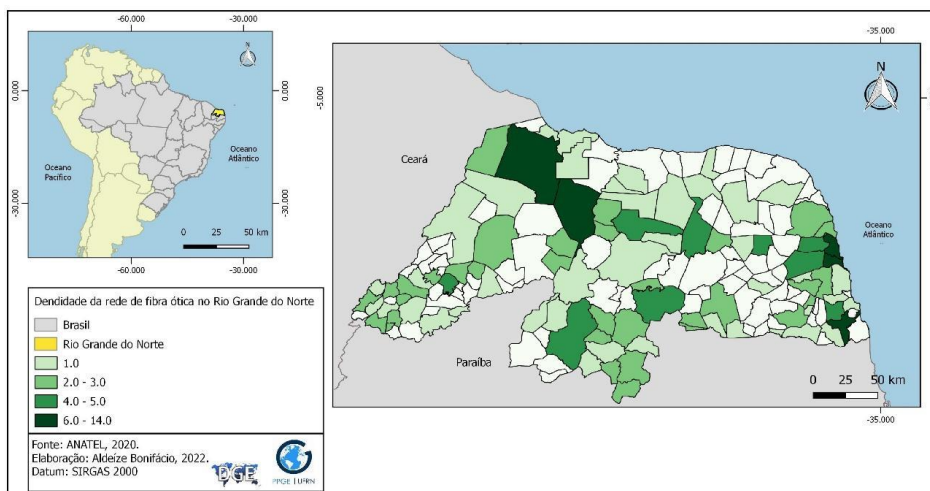 -60.000
-30.000
N
0.000
0.000
Oceano
Pacífico
Oceano
Atlântico
-30.000
-30.000
0 25 50 km
-60.000
-30.000
Dendidade da rede de fibra ótica no Rio Grande do Norte
Brasil
Rio Grande do Norte
1.0
2.0 - 3.0
4.0 - 5.0
6.0 - 14.0
Fonte: ANATEL, 2020.
Elaboração: Aldeíze Bonifácio, 2022.
Datum: SIRGAS 2000
DGE
PPGE | UFRN
-35.000
-5.000
N
Ceará
Oceano
Atlântico
Paraíba
0 25 50 km
-35.000